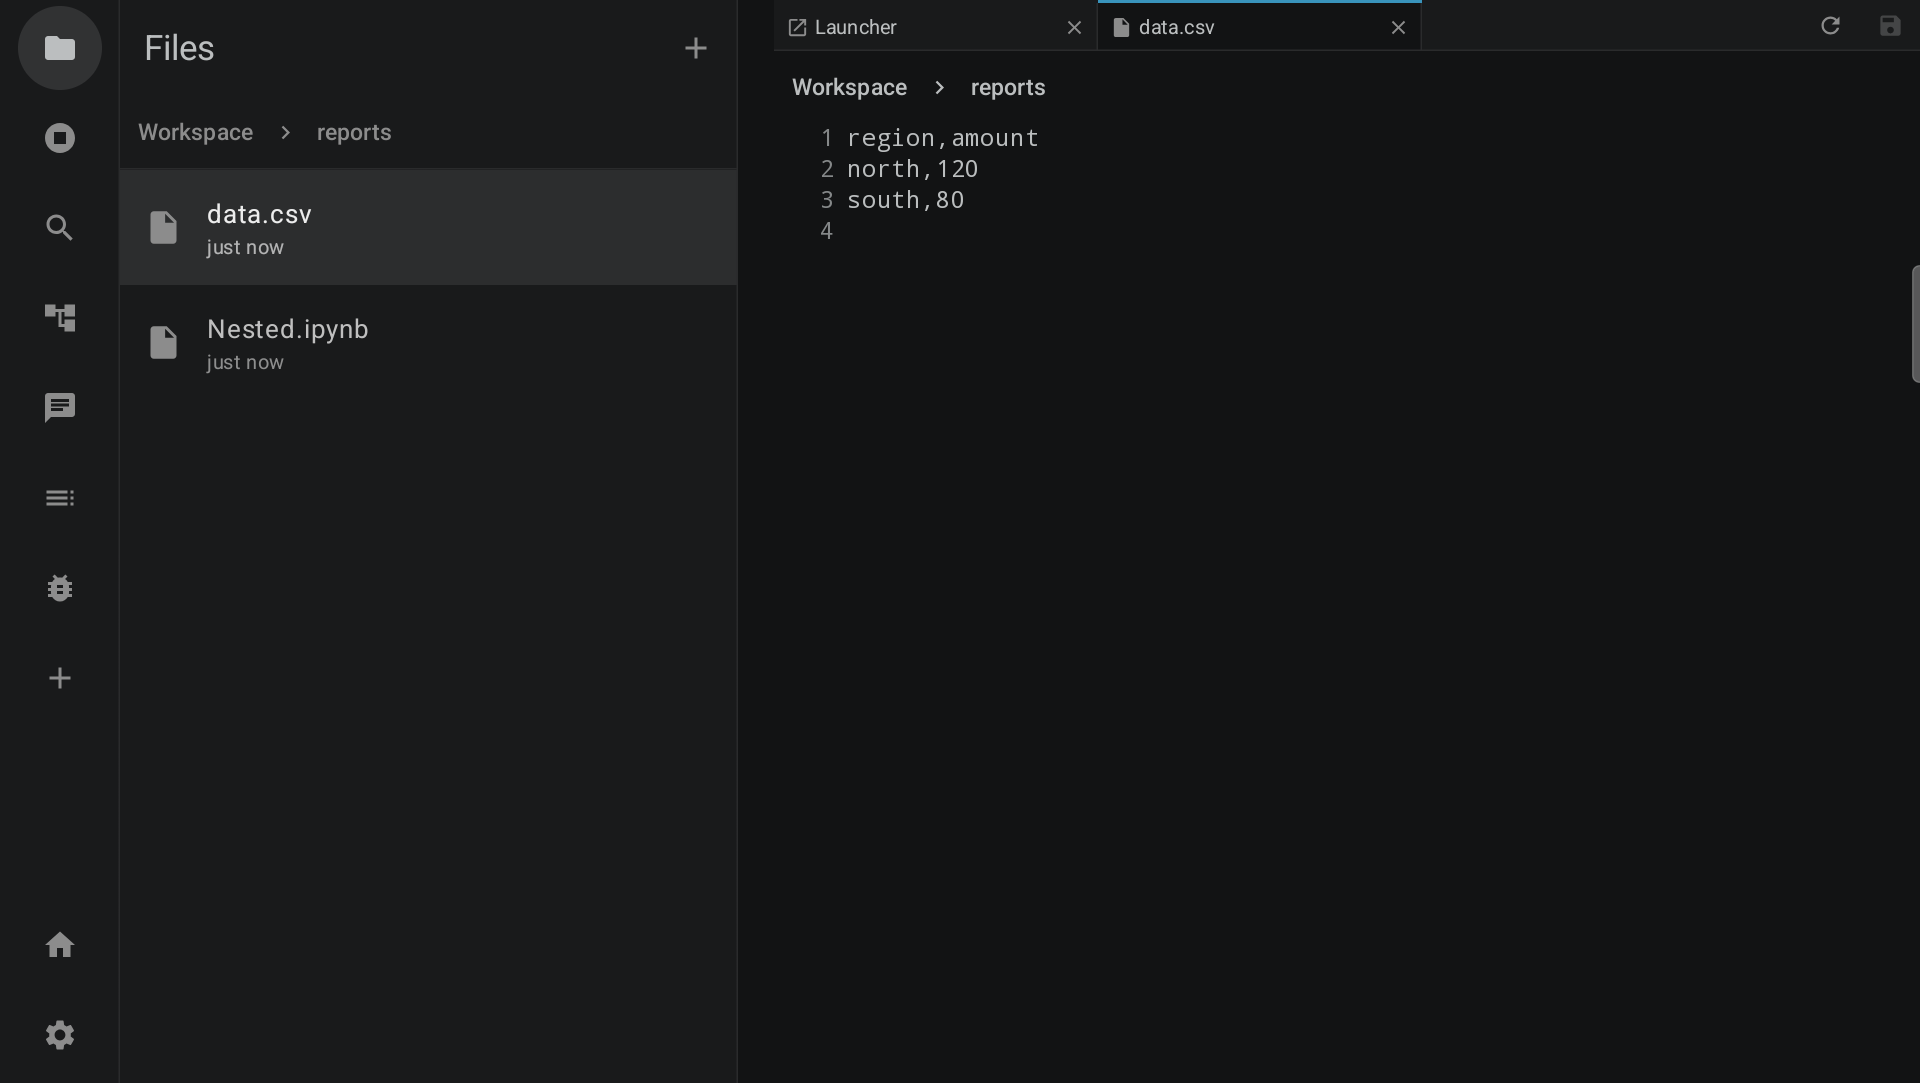 Files
Workspace > reports
data.csv
just now
Nested.ipynb
just now
Launcher
data.csv
Workspace > reports
1 region,amount
2 north,120
3 south,80
4